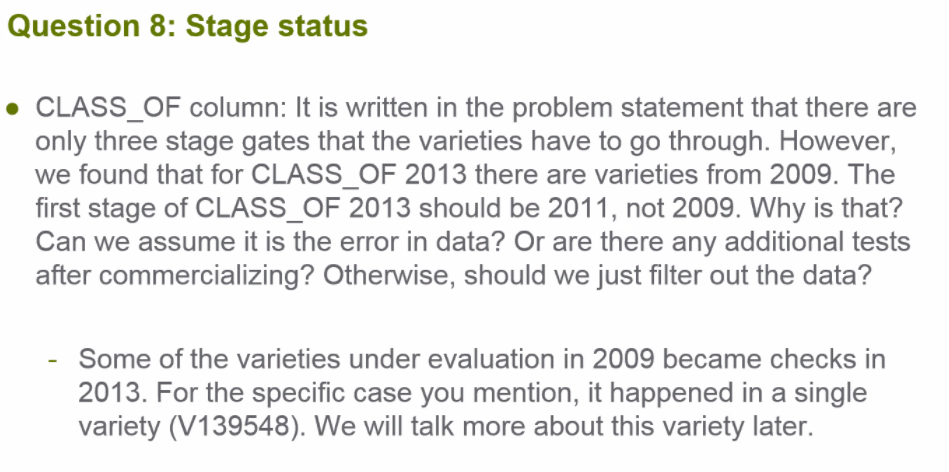 Question 8: Stage status
● CLASS_OF column: It is written in the problem statement that there are
only three stage gates that the varieties have to go through. However,
we found that for CLASS_OF 2013 there are varieties from 2009. The
first stage of CLASS_OF 2013 should be 2011, not 2009. Why is that?
Can we assume it is the error in data? Or are there any additional tests
after commercializing? Otherwise, should we just filter out the data?
- Some of the varieties under evaluation in 2009 became checks in
2013. For the specific case you mention, it happened in a single
variety (V139548). We will talk more about this variety later.